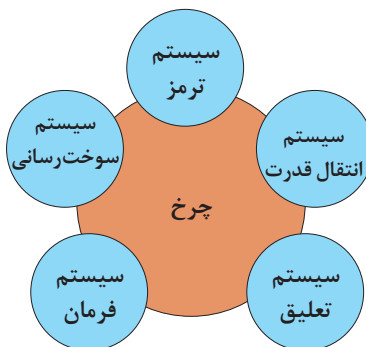 سیستم
ترمز
سیستم
انتقال قدرت
سیستم
سوخت‌رسانی
چرخ
سیستم
تعلیق
سیستم
فرمان